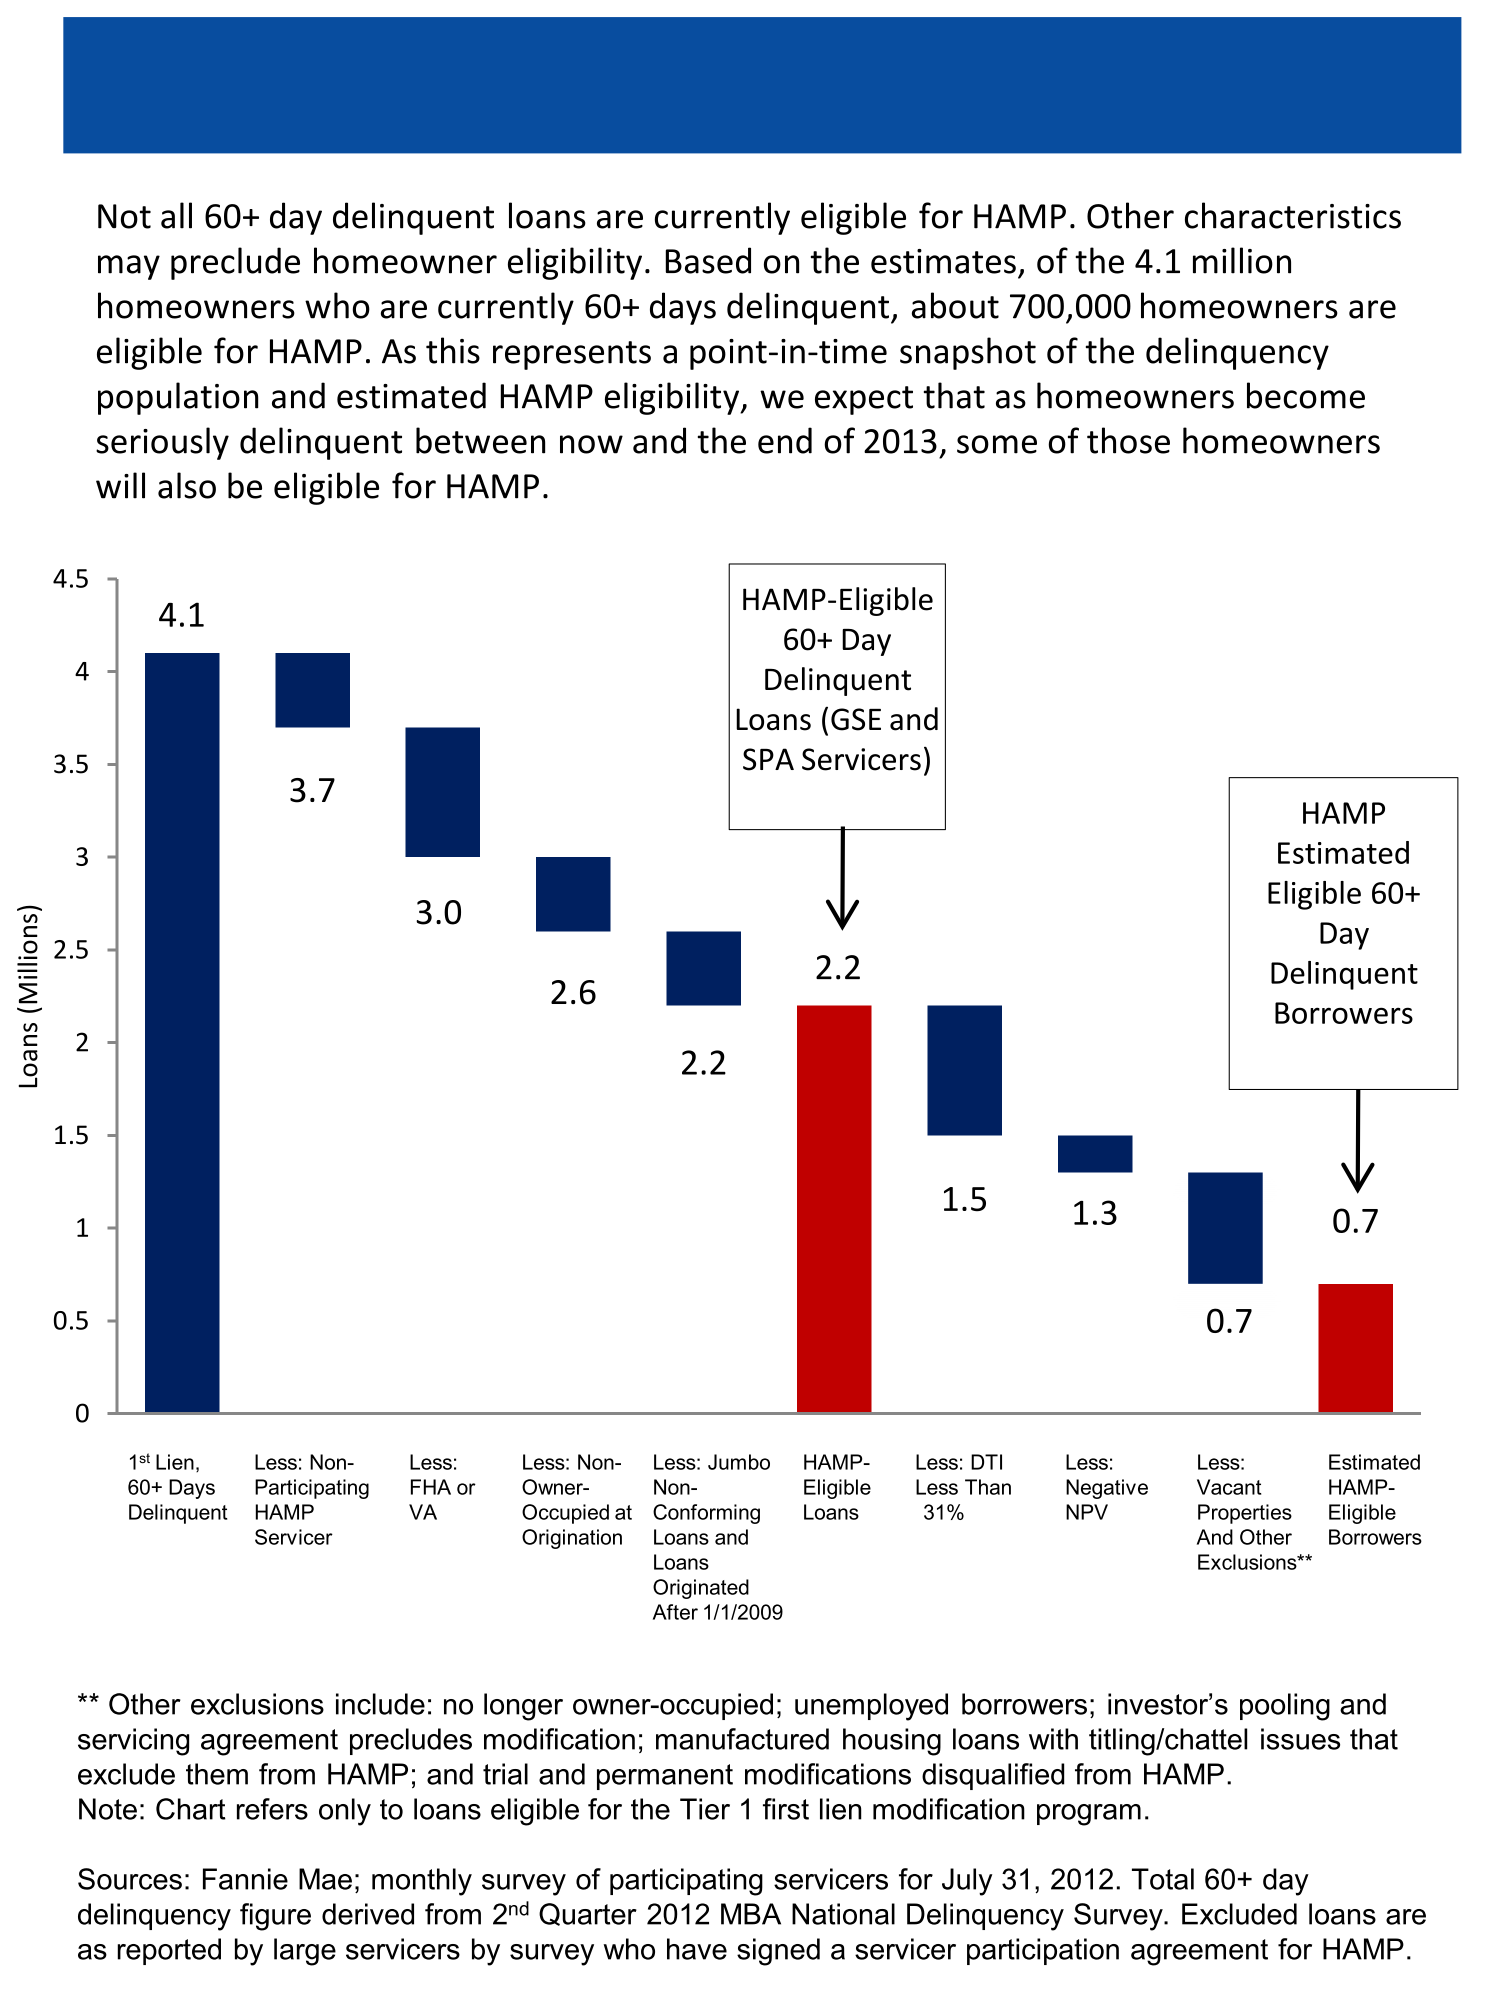 Not all 60+ day delinquent loans are currently eligible for HAMP. Other characteristics
may preclude homeowner eligibility. Based on the estimates, of the 4.1 million
homeowners who are currently 60+ days delinquent, about 700,000 homeowners are
eligible for HAMP. As this represents a point-in-time snapshot of the delinquency
population and estimated HAMP eligibility, we expect that as homeowners become
seriously delinquent between now and the end of 2013, some of those homeowners
will also be eligible for HAMP.
Loans (Millions)
4.5
4
3.5
3
2.5
2
1.5
1
0.5
0
4.1
3.7
3.0
2.6
2.2
HAMP-Eligible
60+ Day
Delinquent
Loans (GSE and
SPA Servicers)
2.2
1.5
1.3
0.7
HAMP
Estimated
Eligible 60+
Day
Delinquent
Borrowers
0.7
1st Lien,
60+ Days
Delinquent
Less: Non-
Participating
HAMP
Servicer
Less:
FHA or
VA
Less: Non-
Owner-
Occupied at
Origination
Less: Jumbo
Non-
Conforming
Loans and
Loans
Originated
After 1/1/2009
HAMP-
Eligible
Loans
Less: DTI
Less Than
31%
Less:
Negative
NPV
Less:
Vacant
Properties
And Other
Exclusions**
Estimated
HAMP-
Eligible
Borrowers
** Other exclusions include: no longer owner-occupied; unemployed borrowers; investor’s pooling and
servicing agreement precludes modification; manufactured housing loans with titling/chattel issues that
exclude them from HAMP; and trial and permanent modifications disqualified from HAMP.
Note: Chart refers only to loans eligible for the Tier 1 first lien modification program.
Sources: Fannie Mae; monthly survey of participating servicers for July 31, 2012. Total 60+ day
delinquency figure derived from 2nd Quarter 2012 MBA National Delinquency Survey. Excluded loans are
as reported by large servicers by survey who have signed a servicer participation agreement for HAMP.